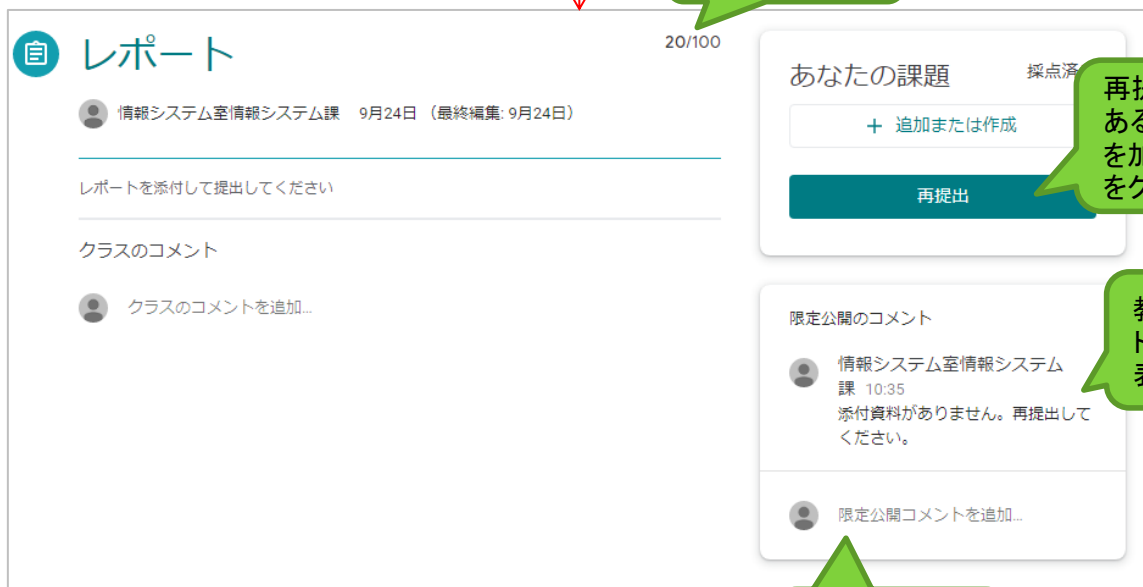 レポート
20/100
情報システム室情報システム課 9月24日 (最終編集: 9月24日)
レポートを添付して提出してください
クラスのコメント
クラスのコメントを追加...
あなたの課題
採点済
+ 追加または作成
再提出
再
ある
を
を
限定公開のコメント
情報システム室情報システム
課 10:35
添付資料がありません。再提出して
ください。
限定公開コメントを追加...